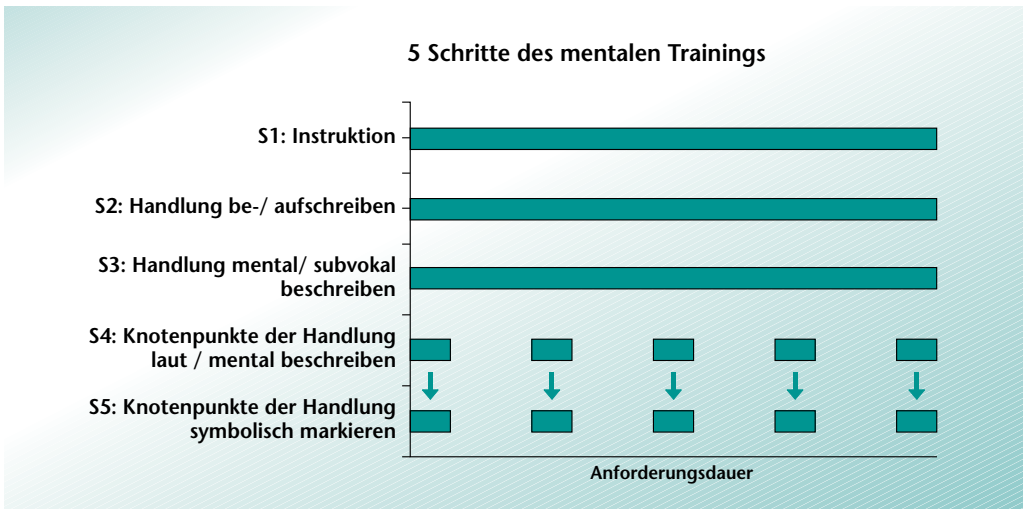 5 Schritte des mentalen Trainings
S1: Instruktion
S2: Handlung be-/ aufschreiben
S3: Handlung mental/ subvokal
beschreiben
S4: Knotenpunkte der Handlung
laut / mental beschreiben
S5: Knotenpunkte der Handlung
symbolisch markieren
Anforderungsdauer